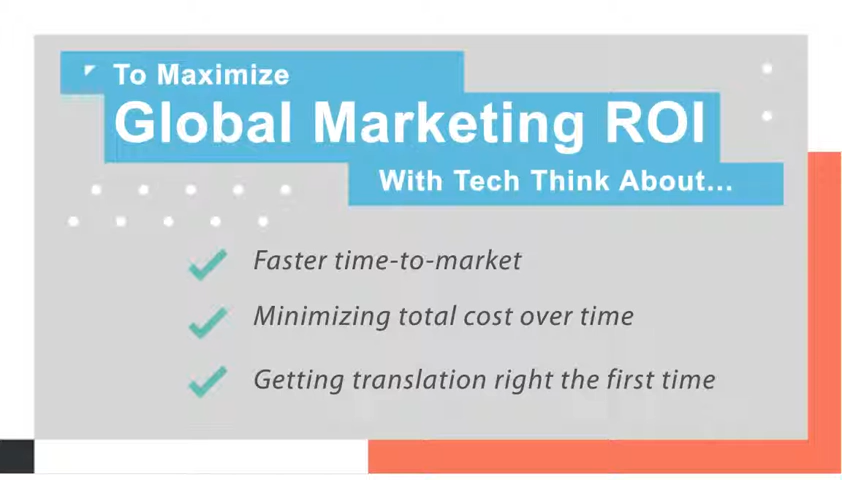 To Maximize
Global Marketing ROI
With Tech Think About...
Faster time-to-market
Minimizing total cost over time
Getting translation right the first time